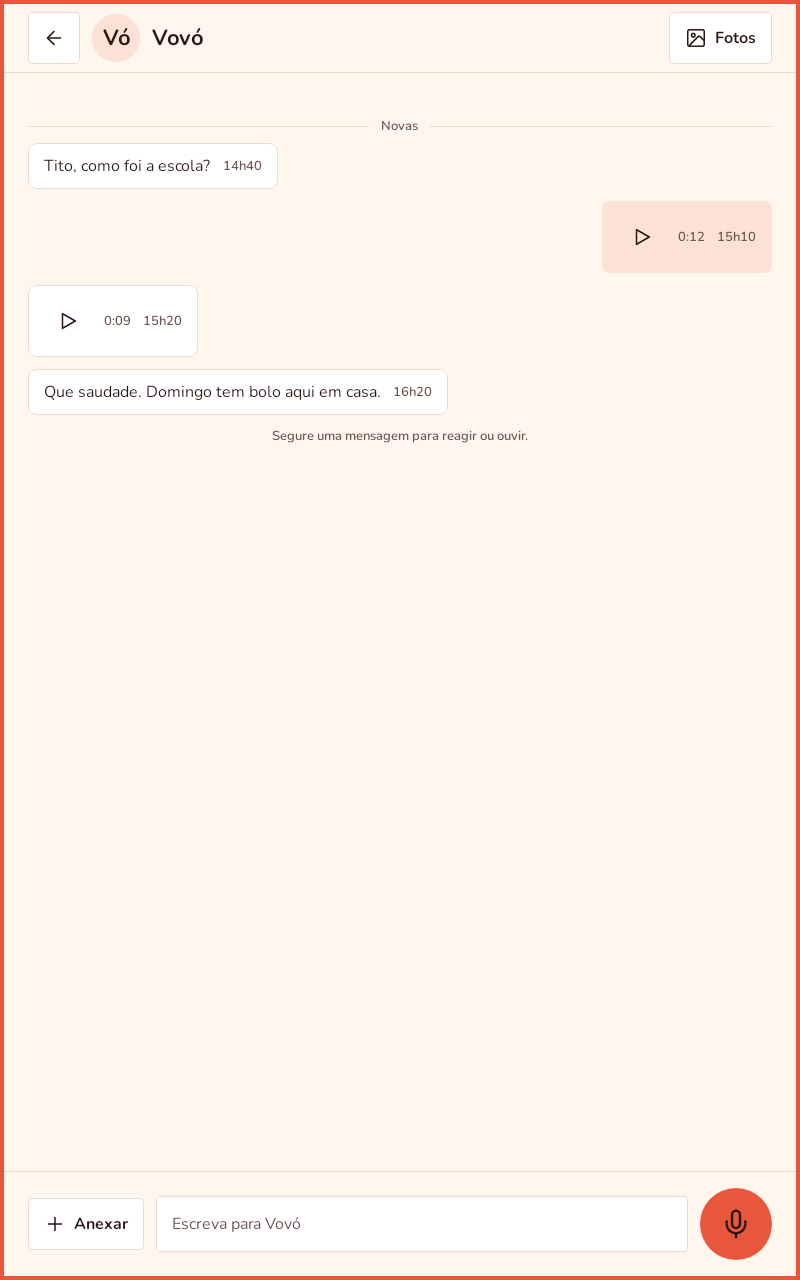 Vó Vovó Fotos
Novas
Tito, como foi a escola? 14h40
0:12 15h10
0:09 15h20
Que saudade. Domingo tem bolo aqui em casa. 16h20
Segure uma mensagem para reagir ou ouvir.
Anexar Escreva para Vovó